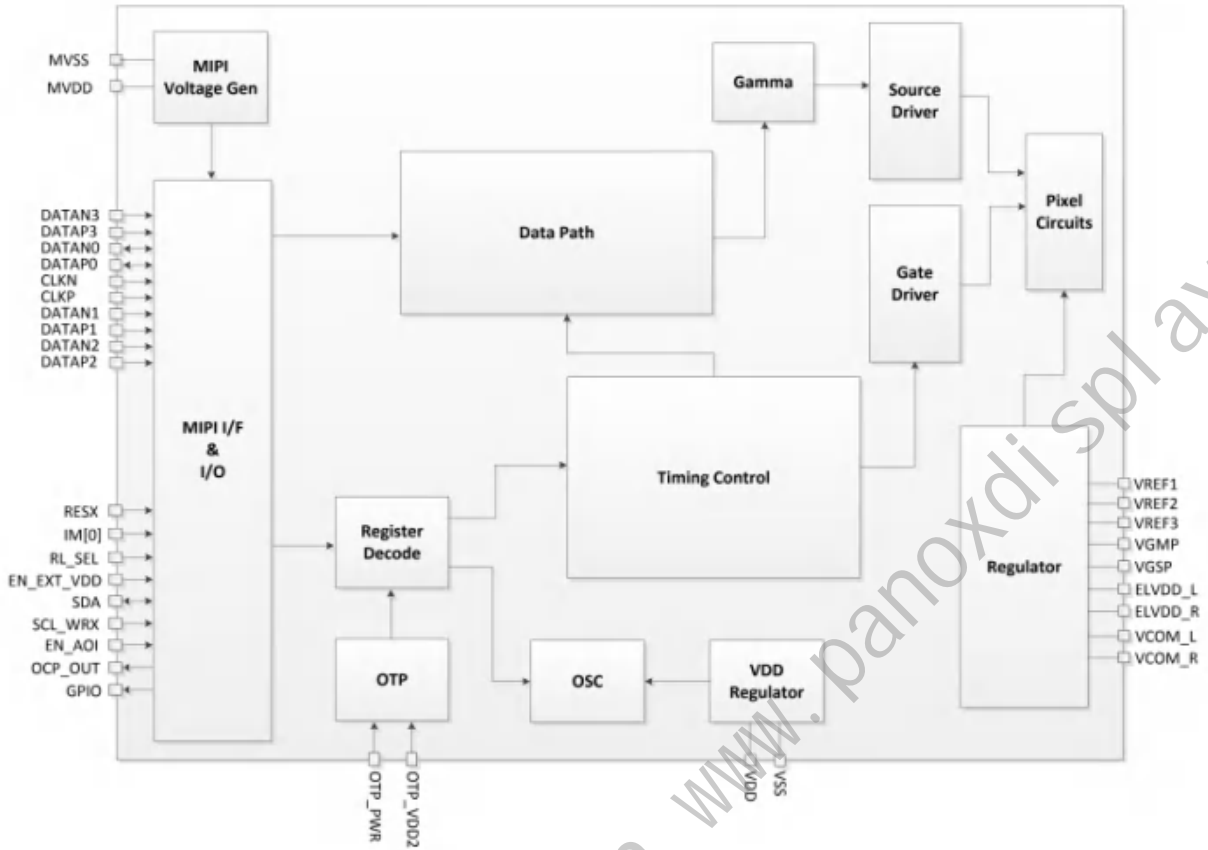 MVSS
MVDD
MIPI
Voltage Gen
Gamma
Source
Driver
Pixel
Circuits
DATAN3
DATAP3
DATAN0
DATAP0
CLKN
CLKP
DATAN1
DATAP1
DATAN2
DATAP2
Data Path
Gate
Driver
MIPI I/F
&
I/O
Timing Control
RESX
IM[0]
RL_SEL
EN_EXT_VDD
SDA
SCL_WRX
EN_AOI
OCP_OUT
GPIO
Register
Decode
OTP
OSC
VDD
Regulator
Regulator
VREF1
VREF2
VREF3
VGMP
VGSP
ELVDD_L
ELVDD_R
VCOM_L
VCOM_R
OTP_PWR
OTP_VDD2
VDD
VSS
www.panoxdisplay